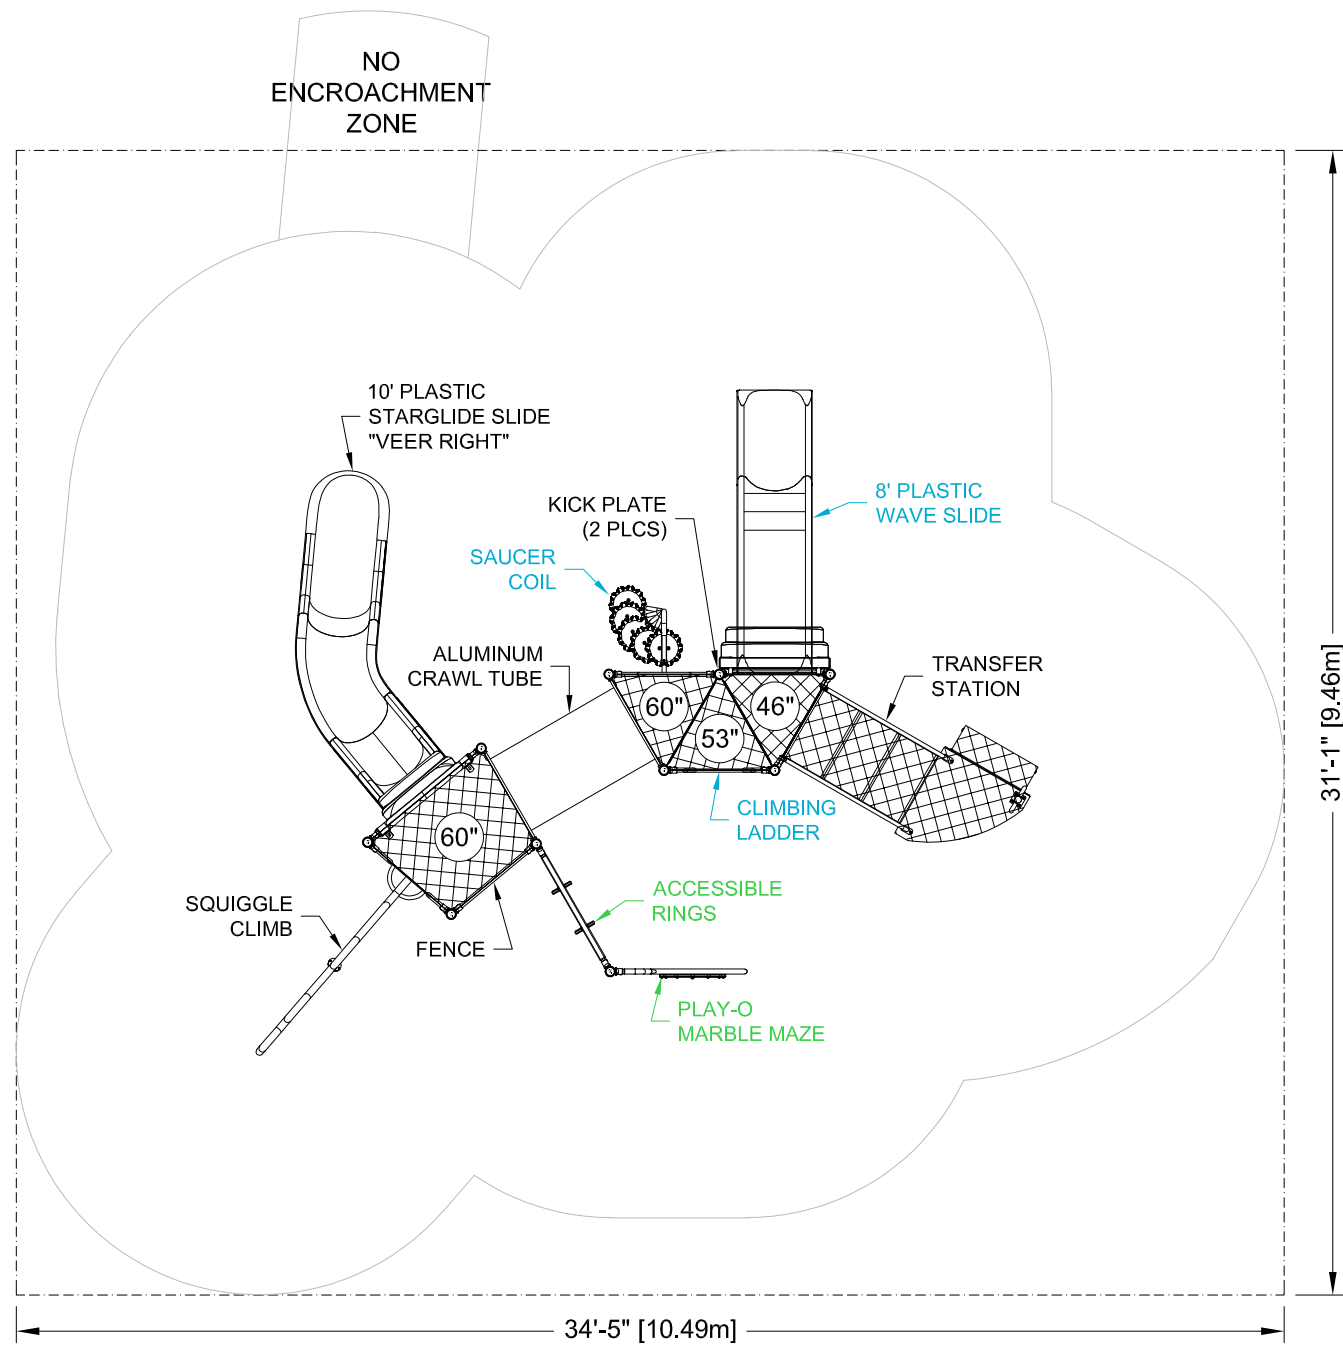 NO
ENCROACHMENT
ZONE
10' PLASTIC
STARGLIDE SLIDE
"VEER RIGHT"
KICK PLATE
(2 PLCS)
8' PLASTIC
WAVE SLIDE
SAUCER
COIL
ALUMINUM
CRAWL TUBE
TRANSFER
STATION
60"
53"
46"
60"
CLIMBING
LADDER
SQUIGGLE
CLIMB
FENCE
ACCESSIBLE
RINGS
PLAY-O
MARBLE MAZE
31'-1" [9.46m]
34'-5" [10.49m]